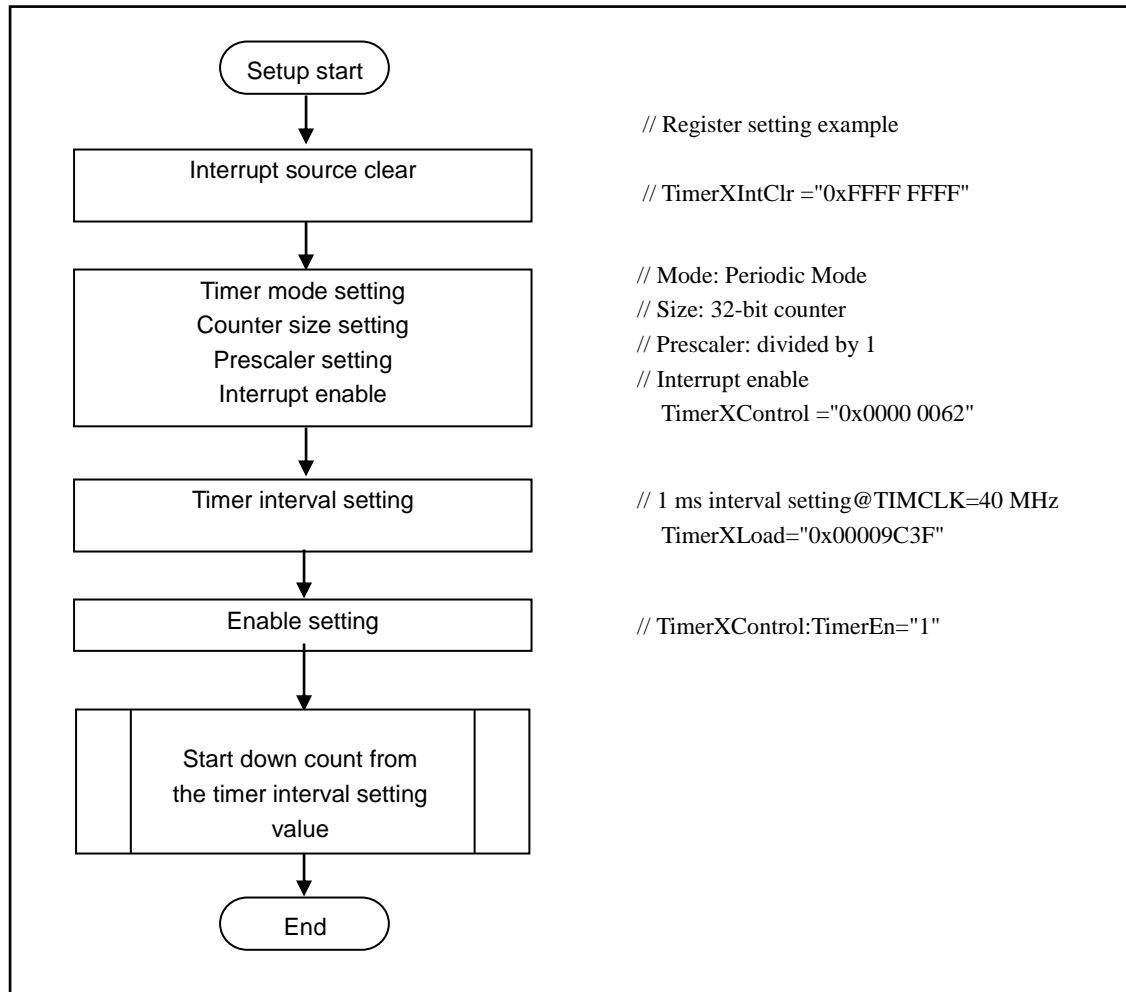 Setup start
// Register setting example
Interrupt source clear
// TimerXIntClr ="0xFFFF FFFF"
Timer mode setting
Counter size setting
Prescaler setting
Interrupt enable
// Mode: Periodic Mode
// Size: 32-bit counter
// Prescaler: divided by 1
// Interrupt enable
TimerXControl ="0x0000 0062"
Timer interval setting
// 1 ms interval setting@TIMCLK=40 MHz
TimerXLoad="0x00009C3F"
Enable setting
// TimerXControl:TimerEn="1"
Start down count from
the timer interval setting
value
End